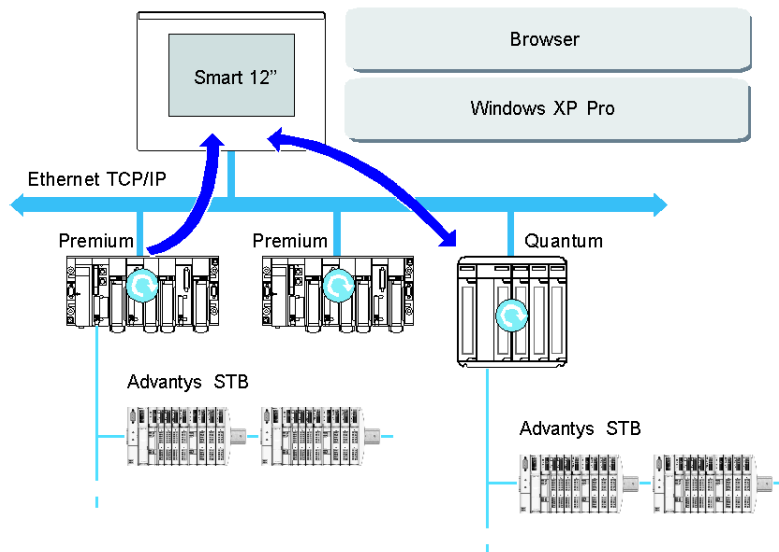 Browser
Smart 12”
Windows XP Pro
Ethernet TCP/IP
Premium
Premium
Quantum
Advantys STB
Advantys STB